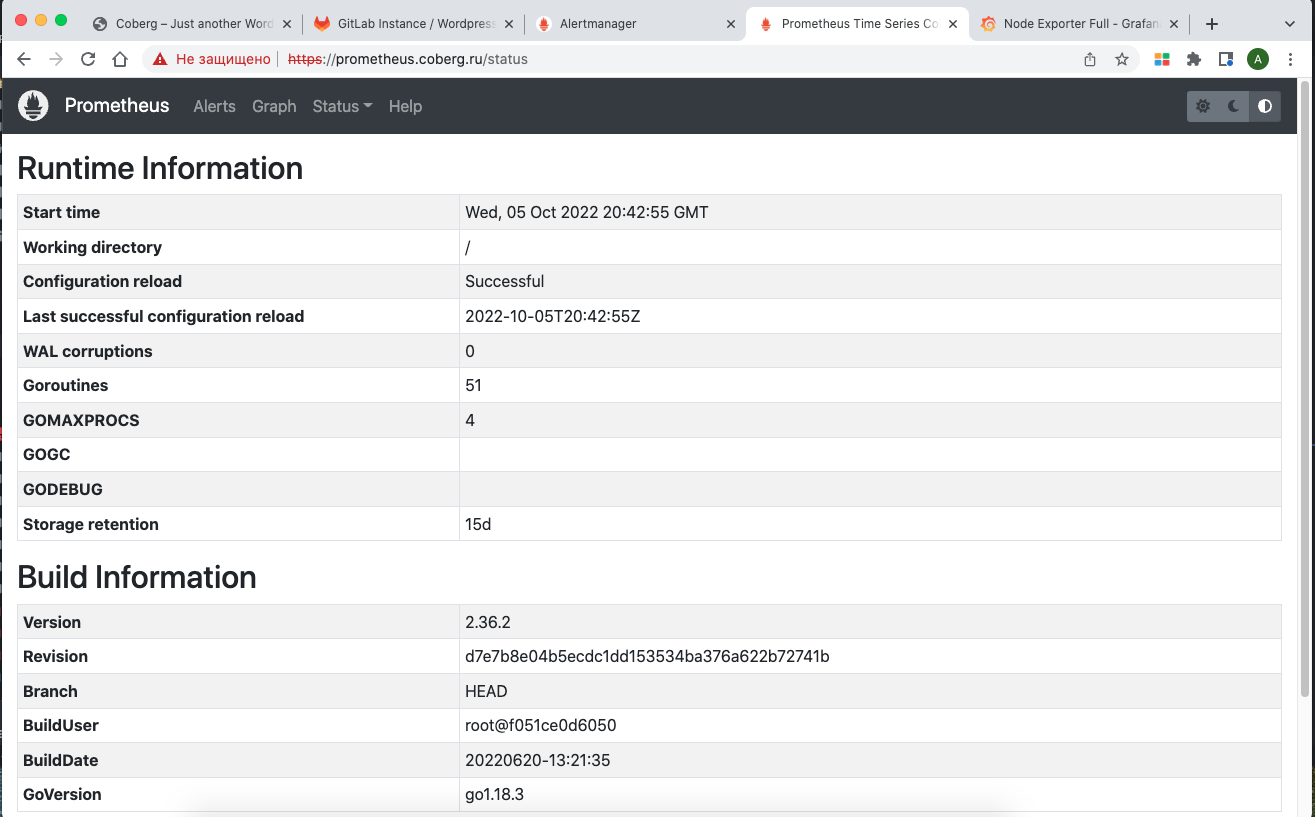 Coberg – Just another Word
GitLab Instance / Wordpress
Alertmanager
Prometheus Time Series Co
Node Exporter Full - Grafan
Не защищено https://prometheus.coberg.ru/status A
Prometheus Alerts Graph Status Help
Runtime Information
Start time Wed, 05 Oct 2022 20:42:55 GMT
Working directory /
Configuration reload Successful
Last successful configuration reload 2022-10-05T20:42:55Z
WAL corruptions 0
Goroutines 51
GOMAXPROCS 4
GOGC
GODEBUG
Storage retention 15d
Build Information
Version 2.36.2
Revision d7e7b8e04b5ecdc1dd153534ba376a622b72741b
Branch HEAD
BuildUser root@f051ce0d6050
BuildDate 20220620-13:21:35
GoVersion go1.18.3